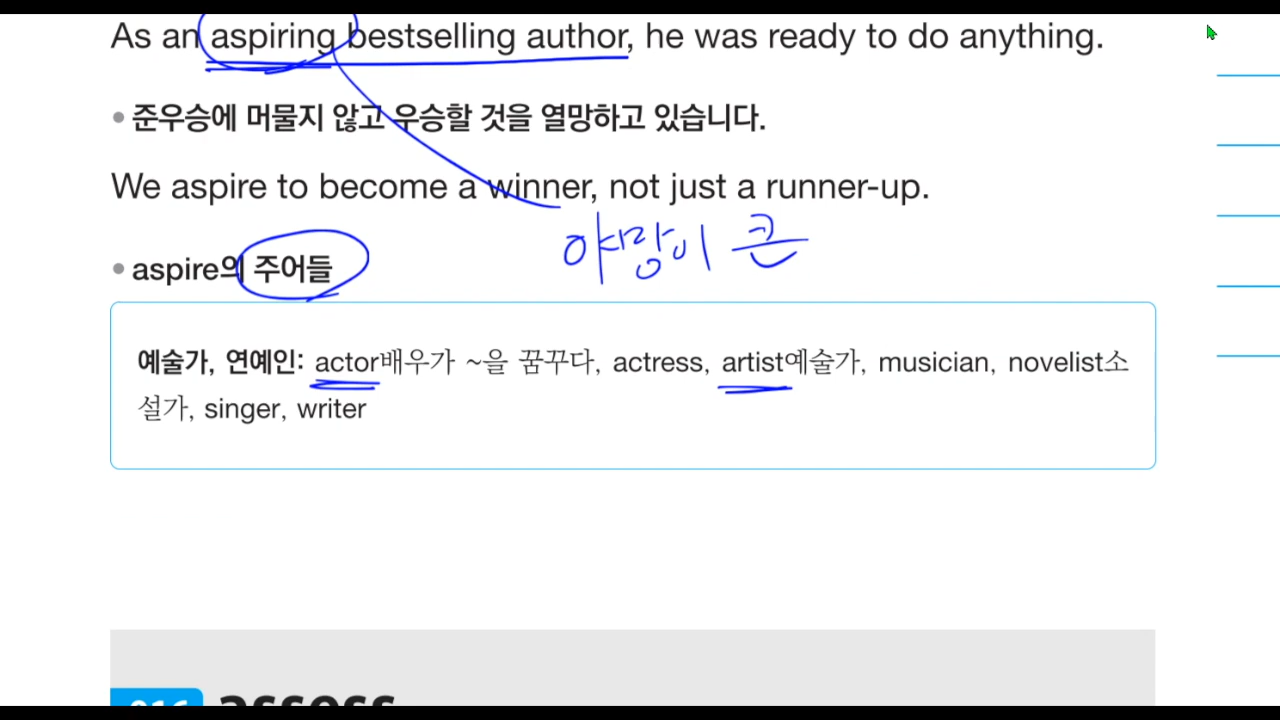 As an aspiring bestselling author, he was ready to do anything.
• 준우승에 머물지 않고 우승할 것을 열망하고 있습니다.
We aspire to become a winner, not just a runner-up.
야망이 큰
• aspire의 주어들
예술가, 연예인: actor배우가 ~을 꿈꾸다, actress, artist예술가, musician, novelist소
설가, singer, writer
016 assess